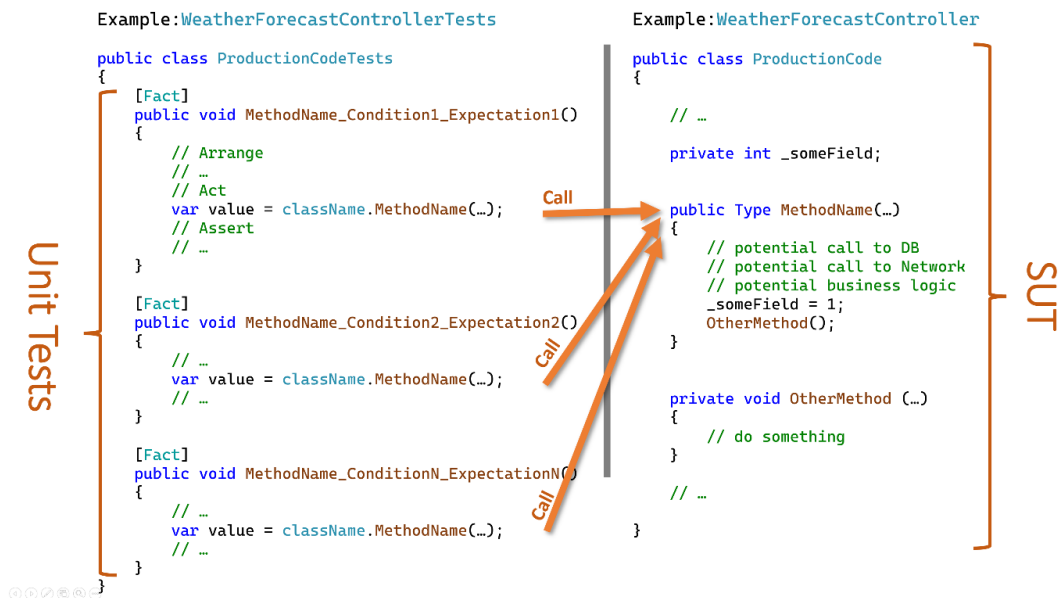 Example:WeatherForecastControllerTests
public class ProductionCodeTests
{
[Fact]
public void MethodName_Condition1_Expectation1()
{
// Arrange
// …
// Act
var value = className.MethodName(…);
// Assert
// …
}
[Fact]
public void MethodName_Condition2_Expectation2()
{
// …
var value = className.MethodName(…);
// …
}
[Fact]
public void MethodName_ConditionN_ExpectationN()
{
// …
var value = className.MethodName(…);
// …
}
}
Unit Tests
Call
Call
Call
Example:WeatherForecastController
public class ProductionCode
{
// …
private int _someField;
public Type MethodName(…)
{
// potential call to DB
// potential call to Network
// potential business logic
_someField = 1;
OtherMethod();
}
private void OtherMethod (…)
{
// do something
}
// …
}
SUT